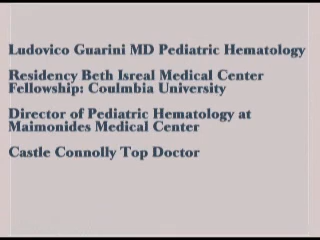 Ludovico Guarini MD Pediatric Hematology
Residency Beth Isreal Medical Center
Fellowship: Coulmbia University
Director of Pediatric Hematology at
Maimonides Medical Center
Castle Connolly Top Doctor